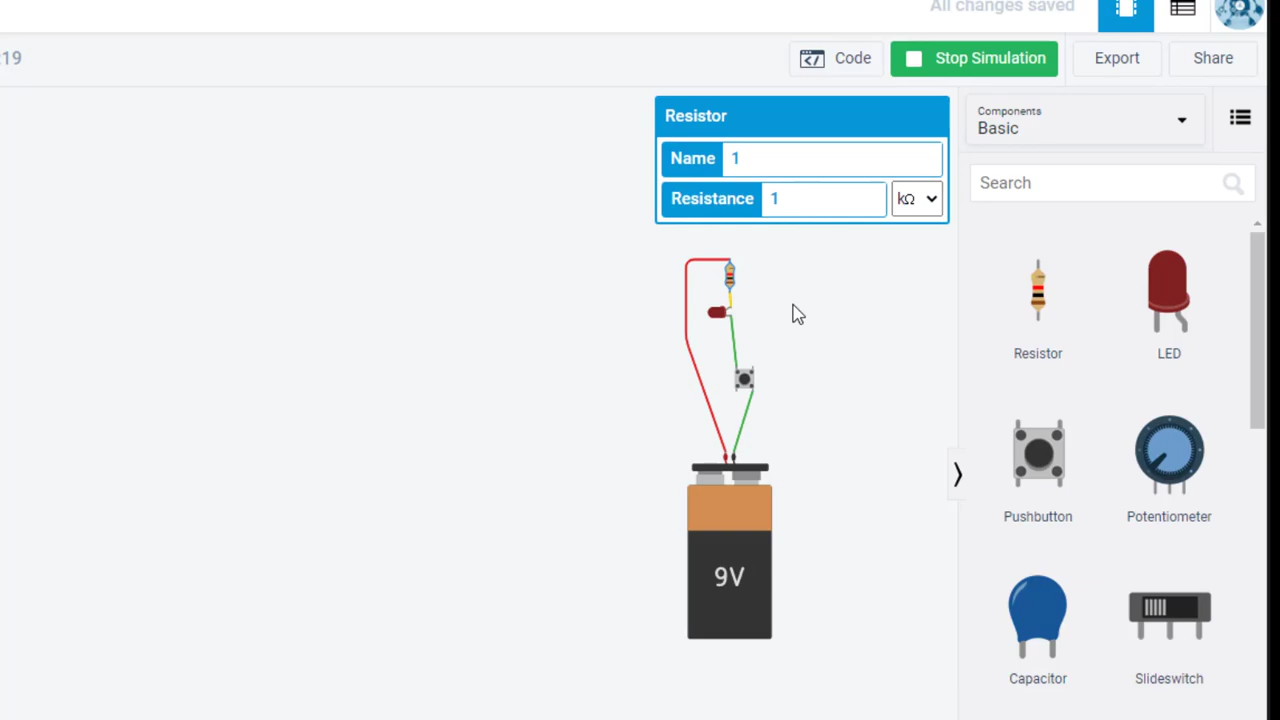 All changes saved
:19
Code
Stop Simulation
Export
Share
Resistor
Name 1
Resistance 1 kΩ
Components
Basic
Search
Resistor
LED
Pushbutton
Potentiometer
Capacitor
Slideswitch
9V